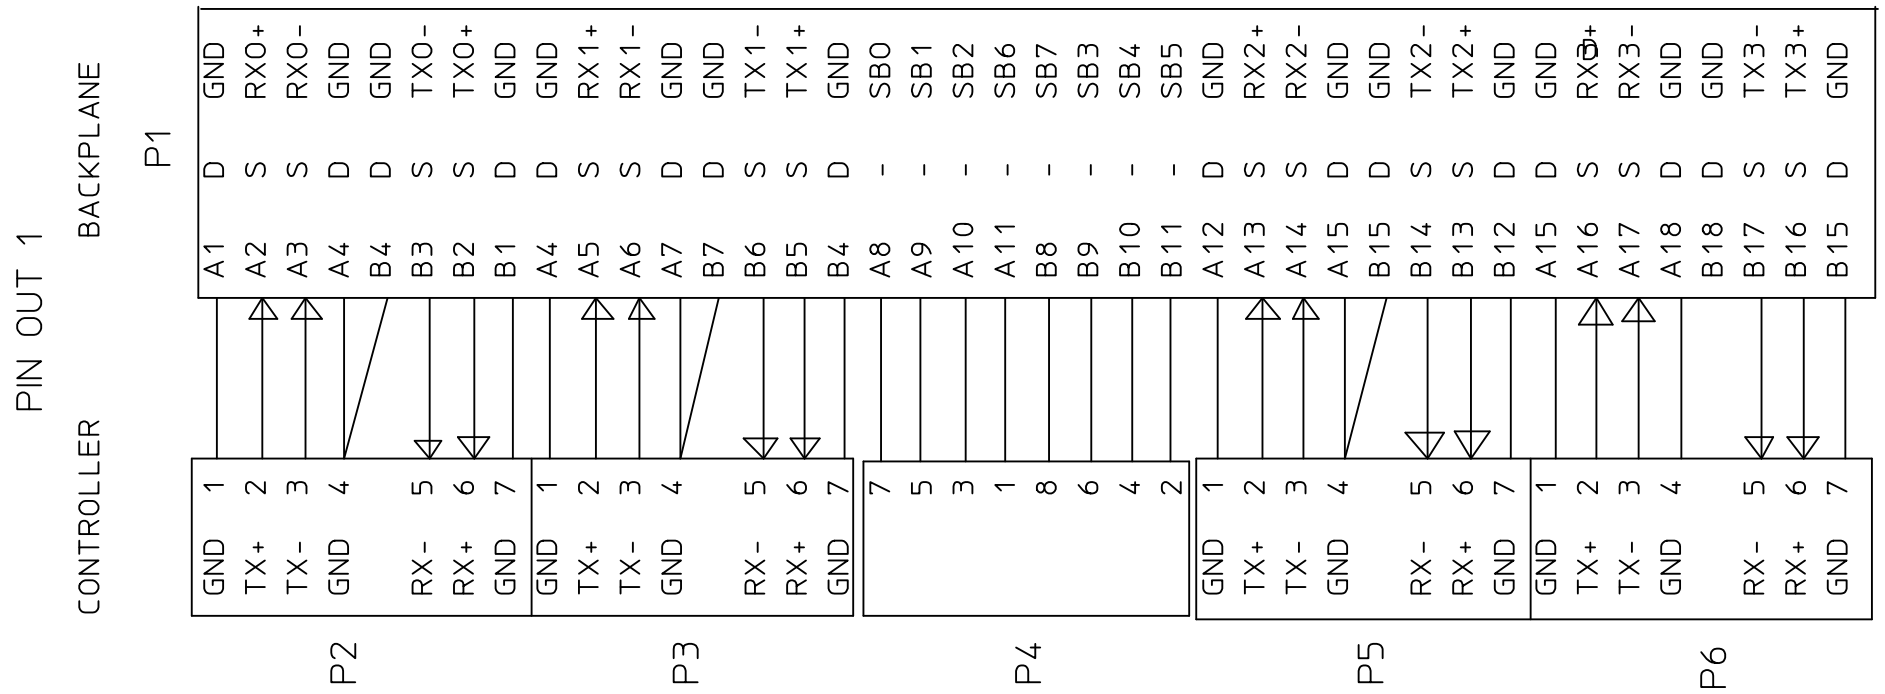 PIN OUT 1
BACKPLANE
CONTROLLER
P1
GND RX0+ RX0- GND GND TX0- TX0+ GND GND RX1+ RX1- GND GND TX1- TX1+ GND SB0 SB1 SB2 SB6 SB7 SB3 SB4 SB5 GND RX2+ RX2- GND GND TX2- TX2+ GND GND RX3+ RX3- GND GND TX3- TX3+ GND
D S S D D S S D D S S D D S S D - - - - - - - - D S S D D S S D D S S D D S S D
A1 A2 A3 A4 B4 B3 B2 B1 A4 A5 A6 A7 B7 B6 B5 B4 A8 A9 A10 A11 B8 B9 B10 B11 A12 A13 A14 A15 B15 B14 B13 B12 A15 A16 A17 A18 B18 B17 B16 B15
1 2 3 4 5 6 7 1 2 3 4 5 6 7 7 5 3 1 8 6 4 2 1 2 3 4 5 6 7 1 2 3 4 5 6 7
GND TX+ TX- GND RX- RX+ GND GND TX+ TX- GND RX- RX+ GND GND TX+ TX- GND RX- RX+ GND GND TX+ TX- GND RX- RX+ GND
P2 P3 P4 P5 P6